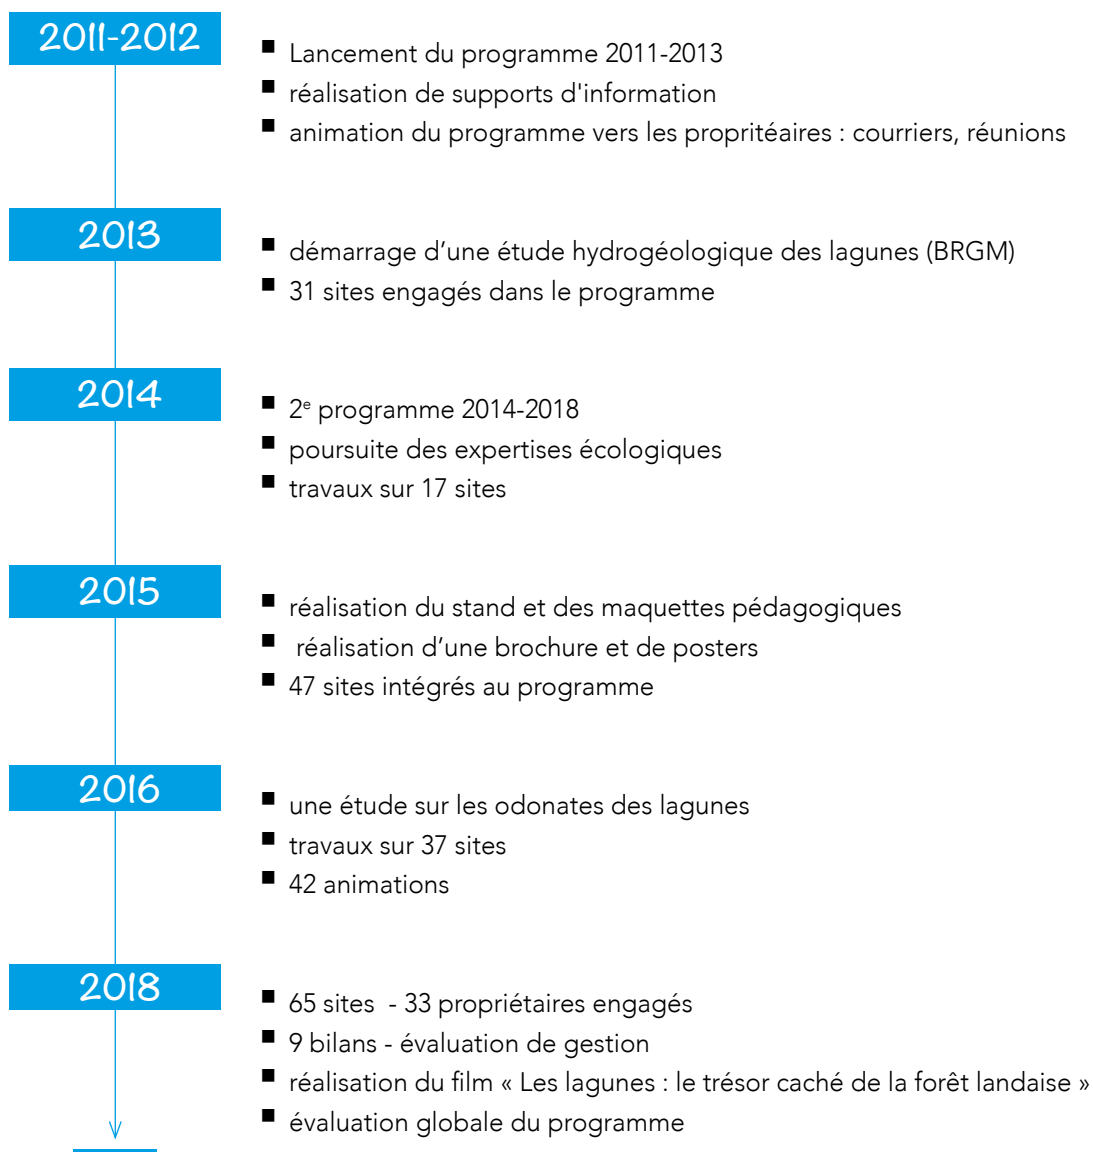 2011-2012
■ Lancement du programme 2011-2013
■ réalisation de supports d'information
■ animation du programme vers les propritéaires : courriers, réunions
2013
■ démarrage d’une étude hydrogéologique des lagunes (BRGM)
■ 31 sites engagés dans le programme
2014
■ 2e programme 2014-2018
■ poursuite des expertises écologiques
■ travaux sur 17 sites
2015
■ réalisation du stand et des maquettes pédagogiques
■ réalisation d’une brochure et de posters
■ 47 sites intégrés au programme
2016
■ une étude sur les odonates des lagunes
■ travaux sur 37 sites
■ 42 animations
2018
■ 65 sites - 33 propriétaires engagés
■ 9 bilans - évaluation de gestion
■ réalisation du film « Les lagunes : le trésor caché de la forêt landaise »
■ évaluation globale du programme